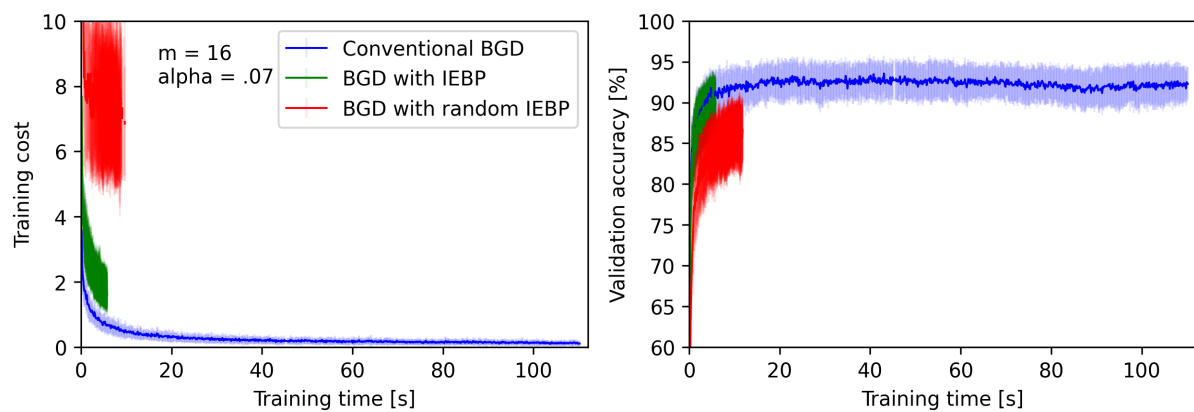 10
8
6
4
2
0
Training cost
m = 16
alpha = .07
Conventional BGD
BGD with IEBP
BGD with random IEBP
0 20 40 60 80 100
Training time [s]
100
95
90
85
80
75
70
65
60
Validation accuracy [%]
0 20 40 60 80 100
Training time [s]